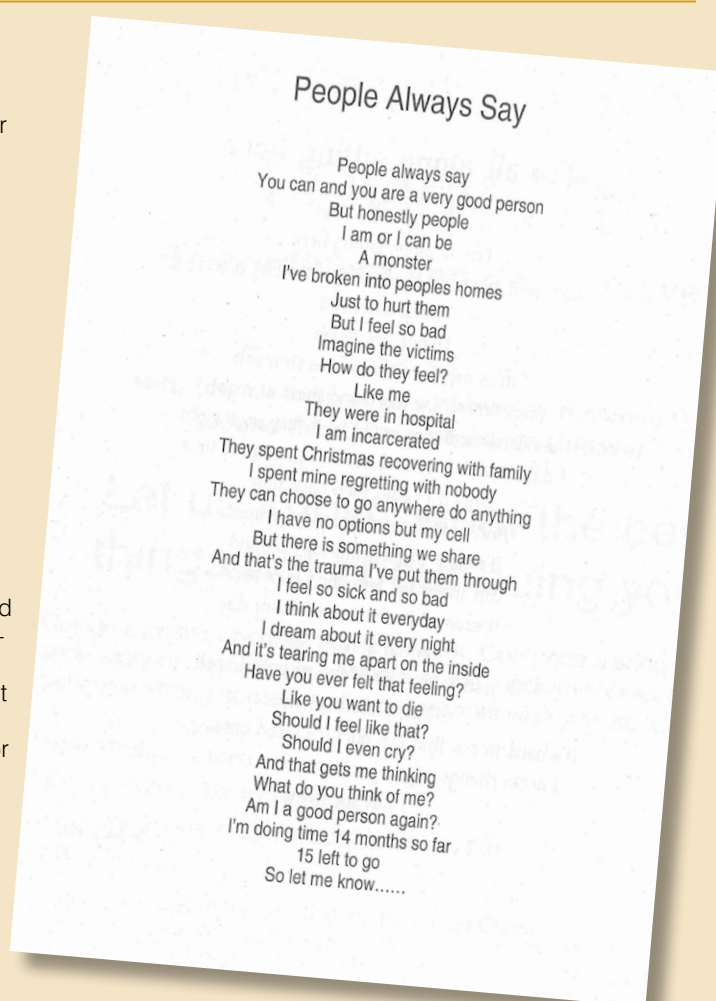 People Always Say
People always say
You can and you are a very good person
But honestly people
I am or I can be
A monster
I've broken into peoples homes
Just to hurt them
But I feel so bad
Imagine the victims
How do they feel?
Like me
They were in hospital
I am incarcerated
They spent Christmas recovering with family
I spent mine regretting with nobody
They can choose to go anywhere do anything
I have no options but my cell
But there is something we share
And that's the trauma I've put them through
I feel so sick and so bad
I think about it everyday
I dream about it every night
And it's tearing me apart on the inside
Have you ever felt that feeling?
Like you want to die
Should I feel like that?
Should I even cry?
And that gets me thinking
What do you think of me?
Am I a good person again?
I'm doing time 14 months so far
15 left to go
So let me know......